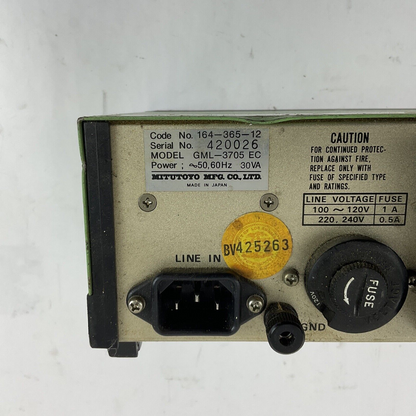 Code No. 164-365-12
Serial No. 420026
MODEL GML-3705 EC
Power ; ~50,60Hz 30VA
MITUTOYO MFG. CO., LTD.
MADE IN JAPAN
CAUTION
FOR CONTINUED PROTEC-
TION AGAINST FIRE,
REPLACE ONLY WITH
FUSE OF SPECIFIED TYPE
AND RATINGS.
LINE VOLTAGE FUSE
100 ~ 120V 1 A
220. 240V 0.5A
BV425263
LINE IN
FUSE
GND